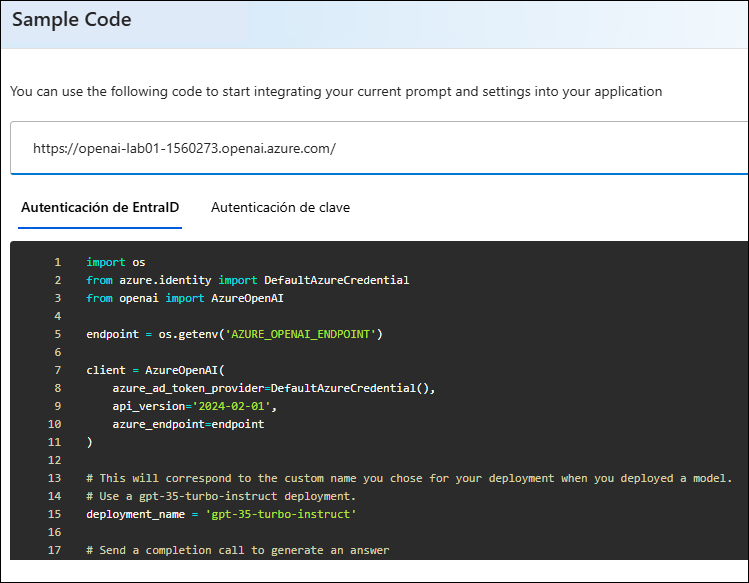 Sample Code
You can use the following code to start integrating your current prompt and settings into your application
https://openai-lab01-1560273.openai.azure.com/
Autenticación de EntraID Autenticación de clave
1 import os
2 from azure.identity import DefaultAzureCredential
3 from openai import AzureOpenAI
4
5 endpoint = os.getenv('AZURE_OPENAI_ENDPOINT')
6
7 client = AzureOpenAI(
8     azure_ad_token_provider=DefaultAzureCredential(),
9     api_version='2024-02-01',
10     azure_endpoint=endpoint
11 )
12
13 # This will correspond to the custom name you chose for your deployment when you deployed a model.
14 # Use a gpt-35-turbo-instruct deployment.
15 deployment_name = 'gpt-35-turbo-instruct'
16
17 # Send a completion call to generate an answer